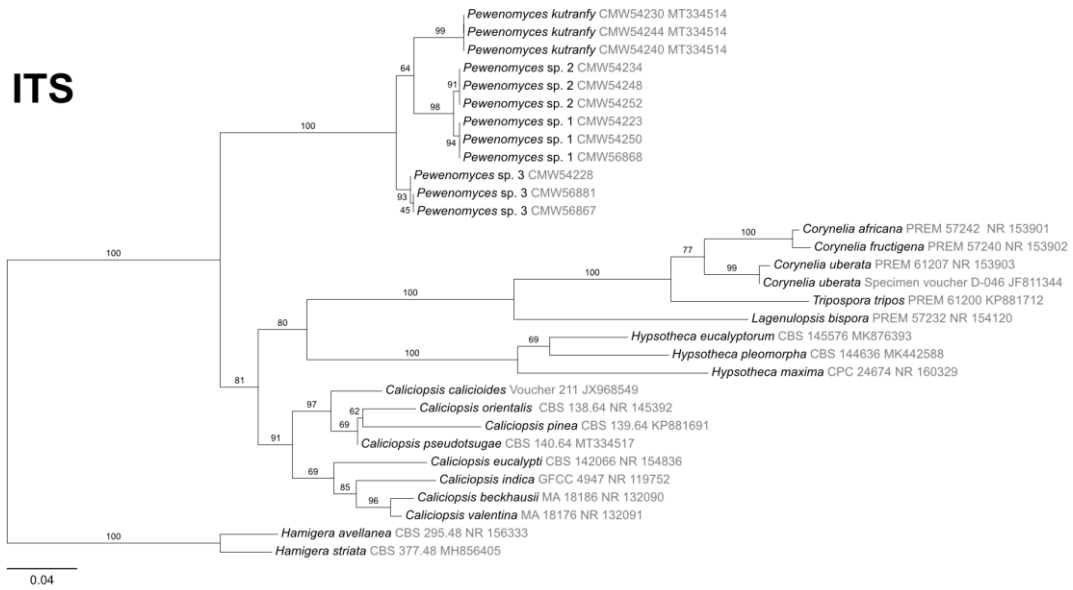 ITS
Pewenomyces kutranfy CMW54230 MT334514
99
Pewenomyces kutranfy CMW54244 MT334514
Pewenomyces kutranfy CMW54240 MT334514
64
Pewenomyces sp. 2 CMW54234
91
Pewenomyces sp. 2 CMW54248
98
Pewenomyces sp. 2 CMW54252
Pewenomyces sp. 1 CMW54223
100
94
Pewenomyces sp. 1 CMW54250
Pewenomyces sp. 1 CMW56868
Pewenomyces sp. 3 CMW54228
93
Pewenomyces sp. 3 CMW56881
45
Pewenomyces sp. 3 CMW56867
100
Corynelia africana PREM 57242 NR 153901
77
Corynelia fructigena PREM 57240 NR 153902
100
Corynelia uberata PREM 61207 NR 153903
100
99
Corynelia uberata Specimen voucher D-046 JF811344
100
Tripospora tripos PREM 61200 KP881712
Lagenulopsis bispora PREM 57232 NR 154120
80
Hypsotheca eucalyptorum CBS 145576 MK876393
69
Hypsotheca pleomorpha CBS 144636 MK442588
100
Hypsotheca maxima CPC 24674 NR 160329
81
Caliciopsis calicioides Voucher 211 JX968549
97
62
Caliciopsis orientalis CBS 138.64 NR 145392
69
Caliciopsis pinea CBS 139.64 KP881691
91
Caliciopsis pseudotsugae CBS 140.64 MT334517
Caliciopsis eucalypti CBS 142066 NR 154836
69
Caliciopsis indica GFCC 4947 NR 119752
85
96
Caliciopsis beckhausii MA 18186 NR 132090
Caliciopsis valentina MA 18176 NR 132091
100
Hamigera avellanea CBS 295.48 NR 156333
Hamigera striata CBS 377.48 MH856405
0.04